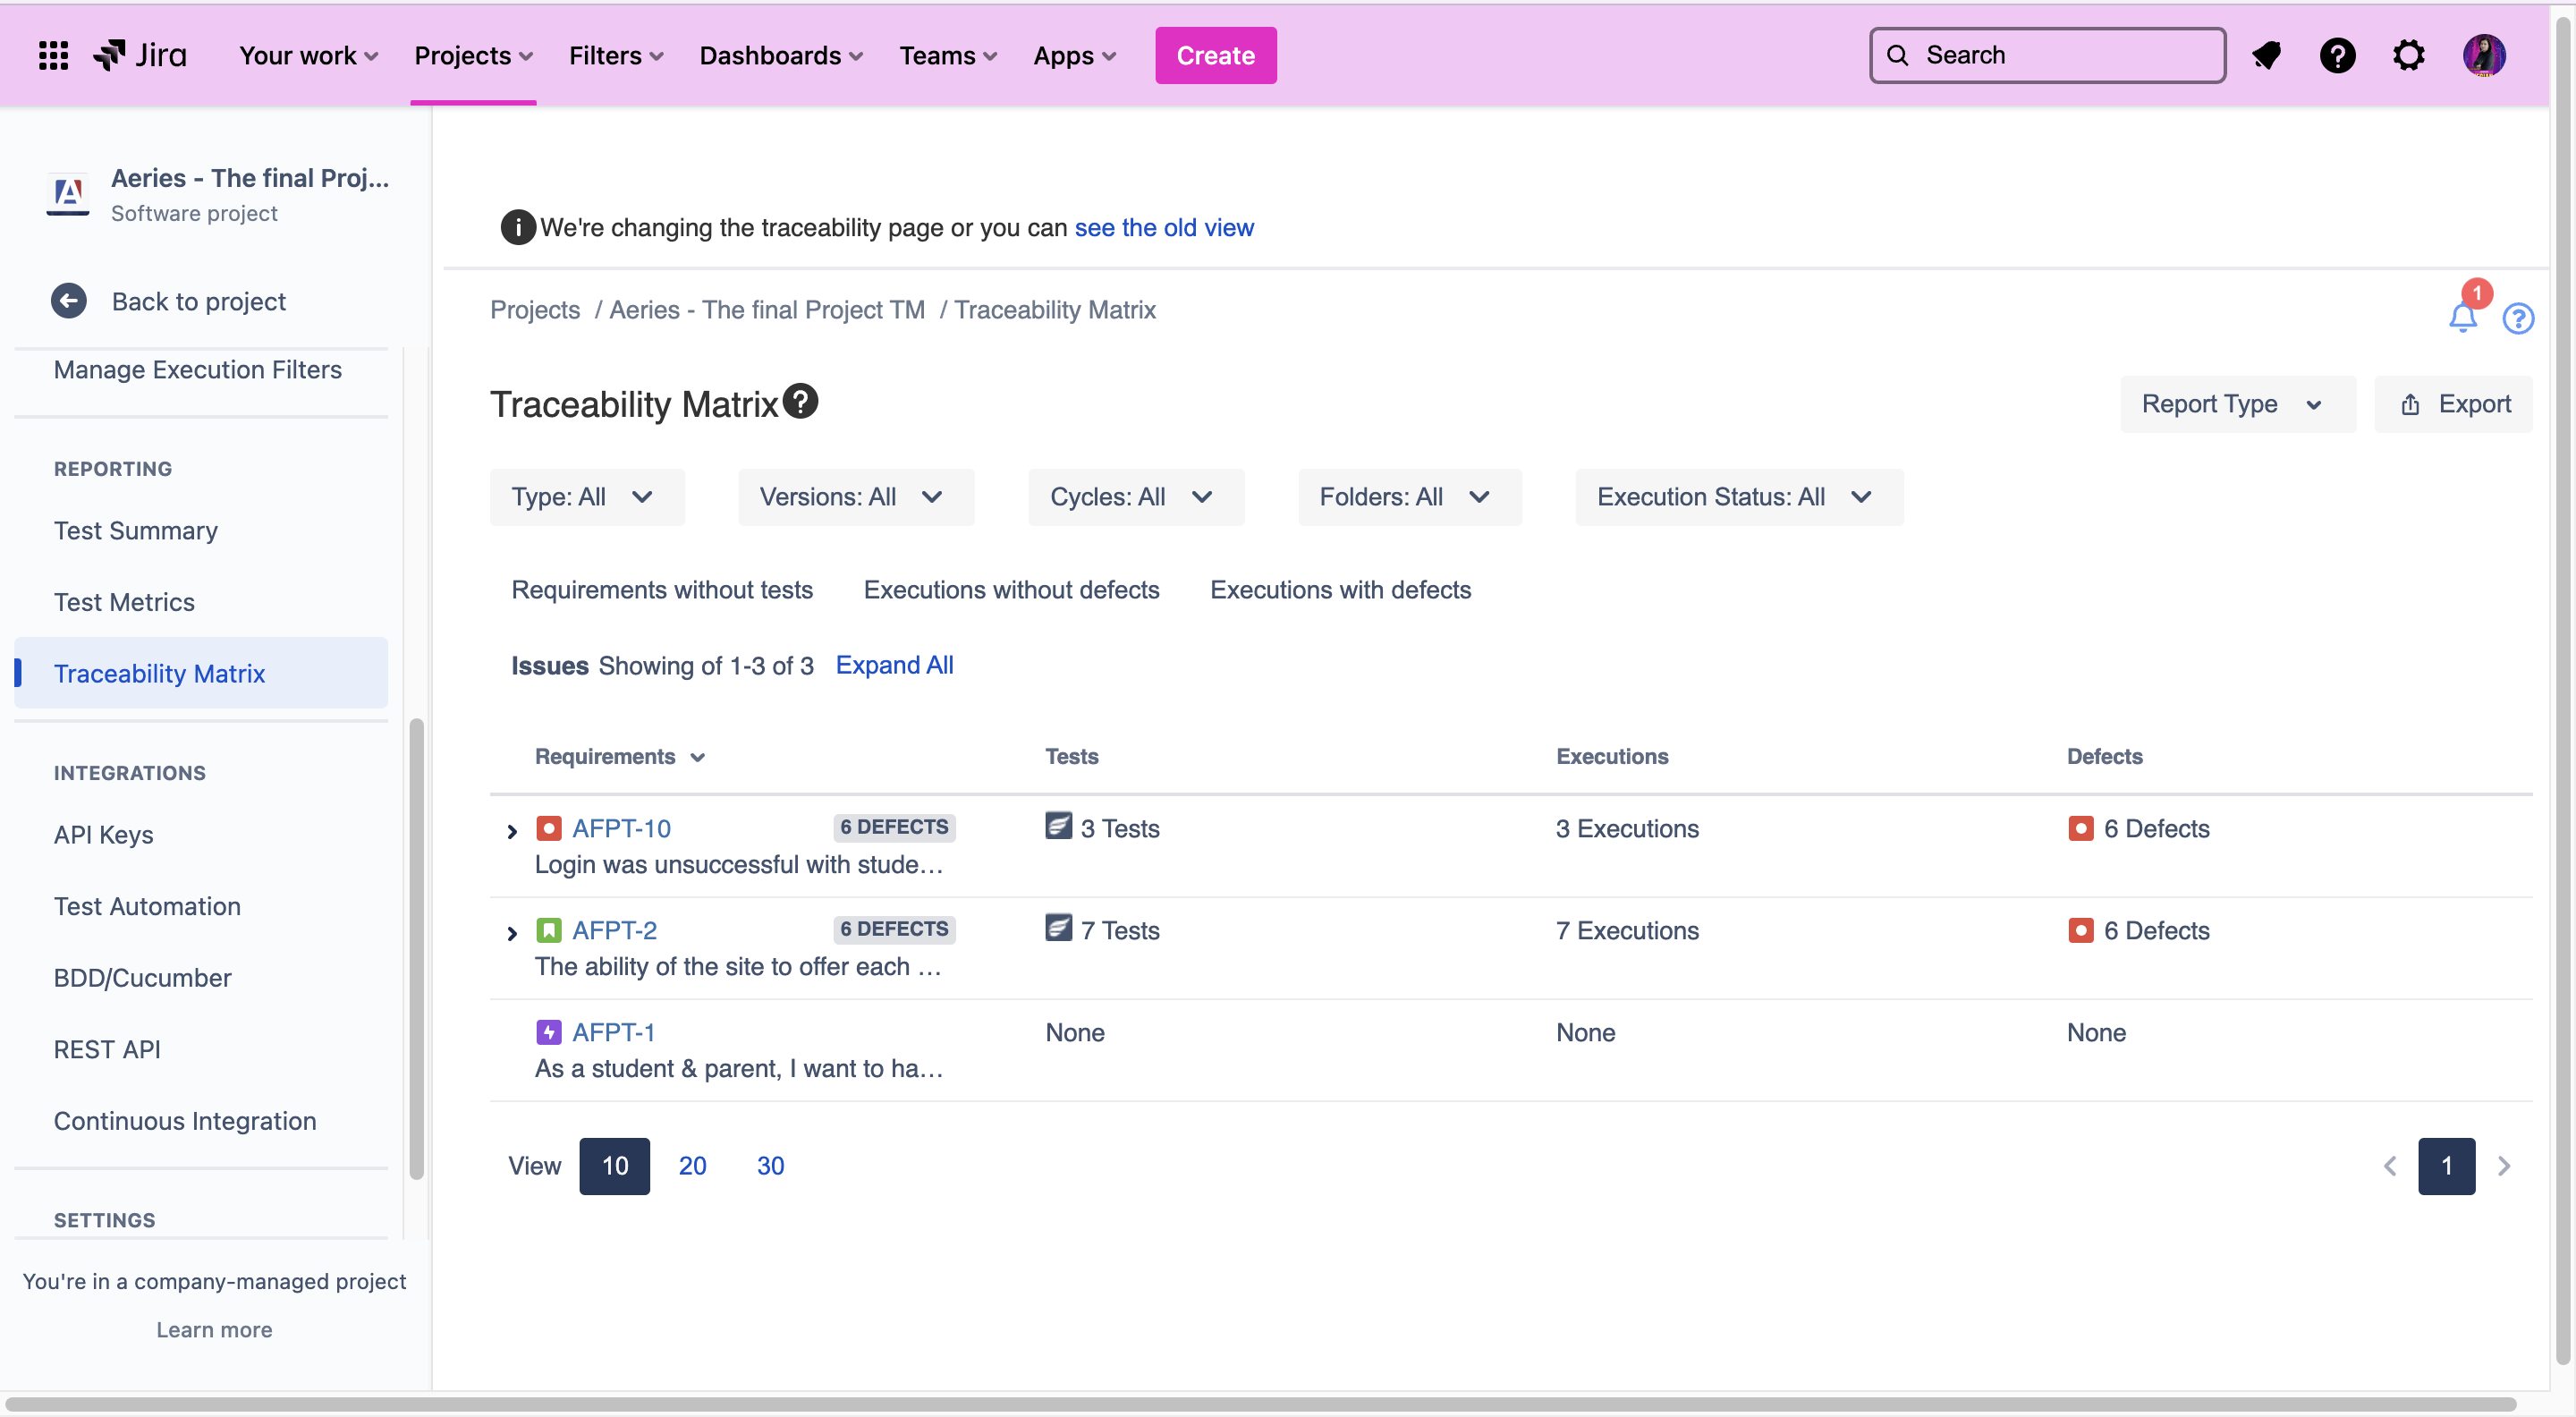 Jira
Your work
Projects
Filters
Dashboards
Teams
Apps
Create
Search
Aeries - The final Proj...
Software project
Back to project
Manage Execution Filters
REPORTING
Test Summary
Test Metrics
Traceability Matrix
INTEGRATIONS
API Keys
Test Automation
BDD/Cucumber
REST API
Continuous Integration
SETTINGS
You're in a company-managed project
Learn more
We're changing the traceability page or you can see the old view
Projects / Aeries - The final Project TM / Traceability Matrix
1
Traceability Matrix
Report Type
Export
Type: All
Versions: All
Cycles: All
Folders: All
Execution Status: All
Requirements without tests
Executions without defects
Executions with defects
Issues Showing of 1-3 of 3 Expand All
Requirements Tests Executions Defects
AFPT-10 6 DEFECTS 3 Tests 3 Executions 6 Defects
Login was unsuccessful with stude...
AFPT-2 6 DEFECTS 7 Tests 7 Executions 6 Defects
The ability of the site to offer each ...
AFPT-1 None None None
As a student & parent, I want to ha...
View 10 20 30
1